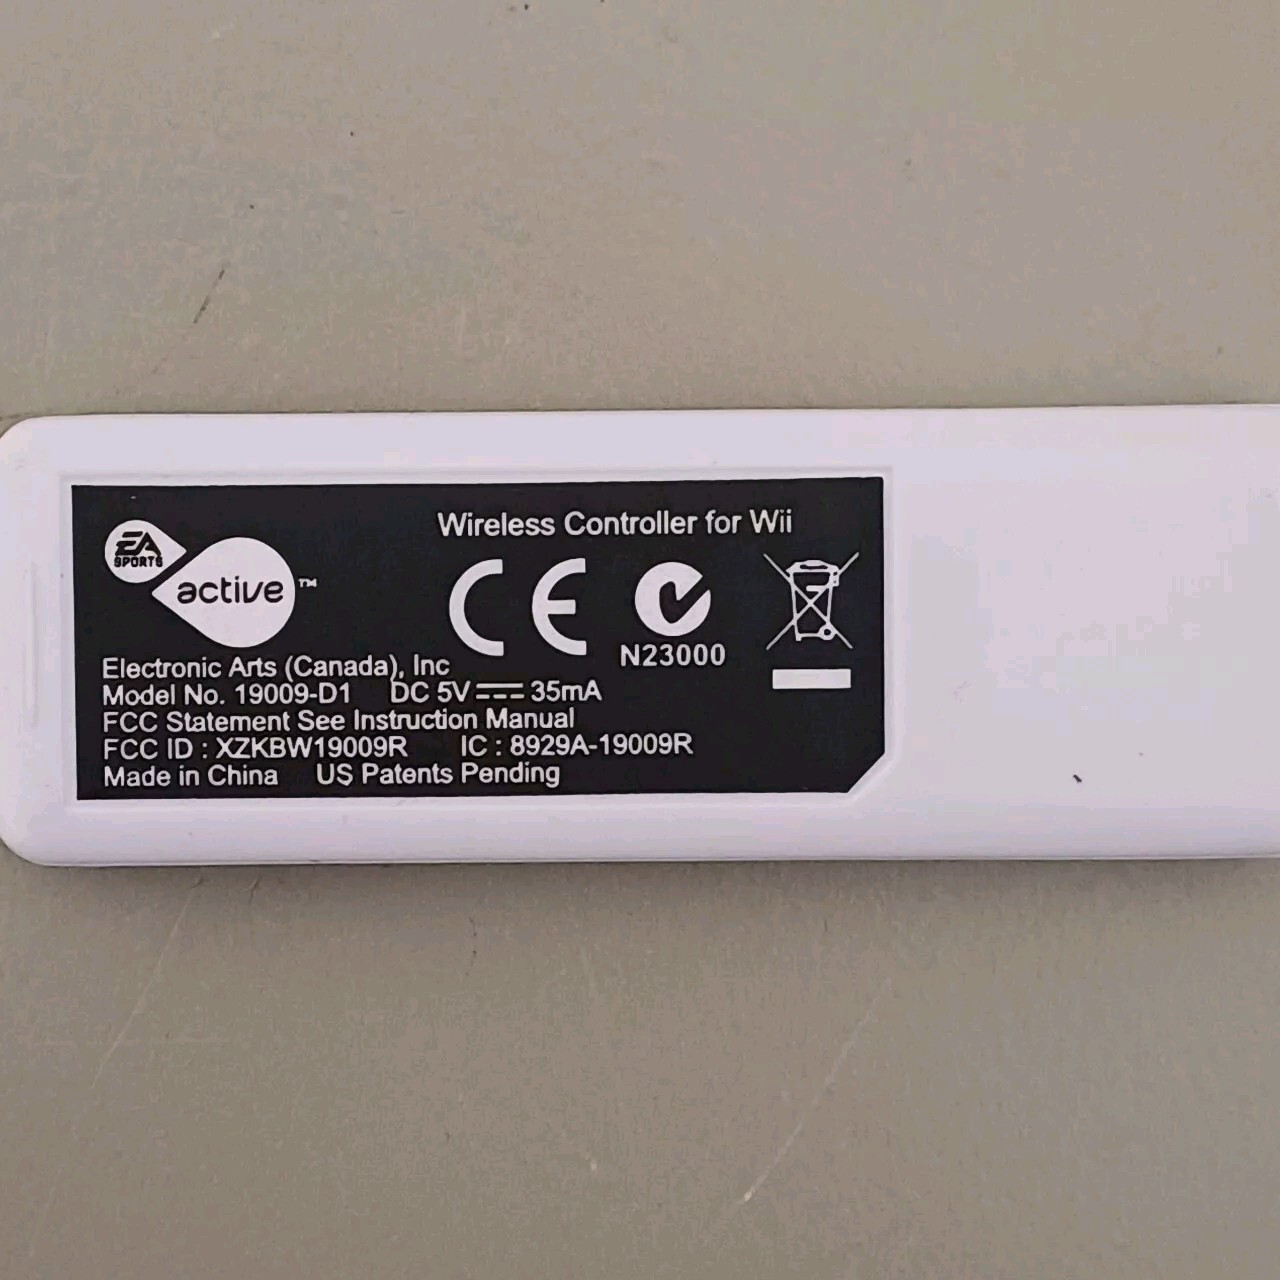 Wireless Controller for Wii
EA
SPORTS
active™
CE
N23000
Electronic Arts (Canada), Inc
Model No. 19009-D1 DC 5V⎓35mA
FCC Statement See Instruction Manual
FCC ID : XZKBW19009R IC : 8929A-19009R
Made in China US Patents Pending